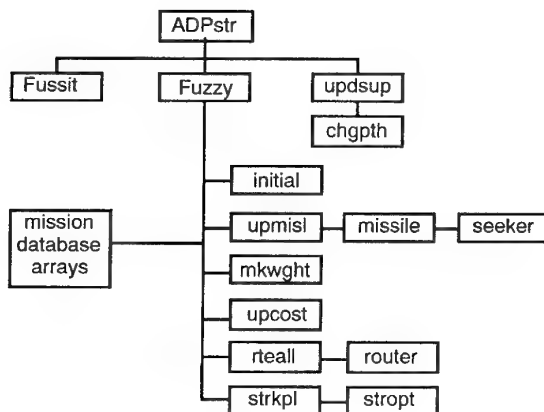 ADPstr
Fussit
Fuzzy
updsup
chgpth
initial
mission
database
arrays
upmisl
missile
seeker
mkwght
upcost
rteall
router
strkpl
stropt